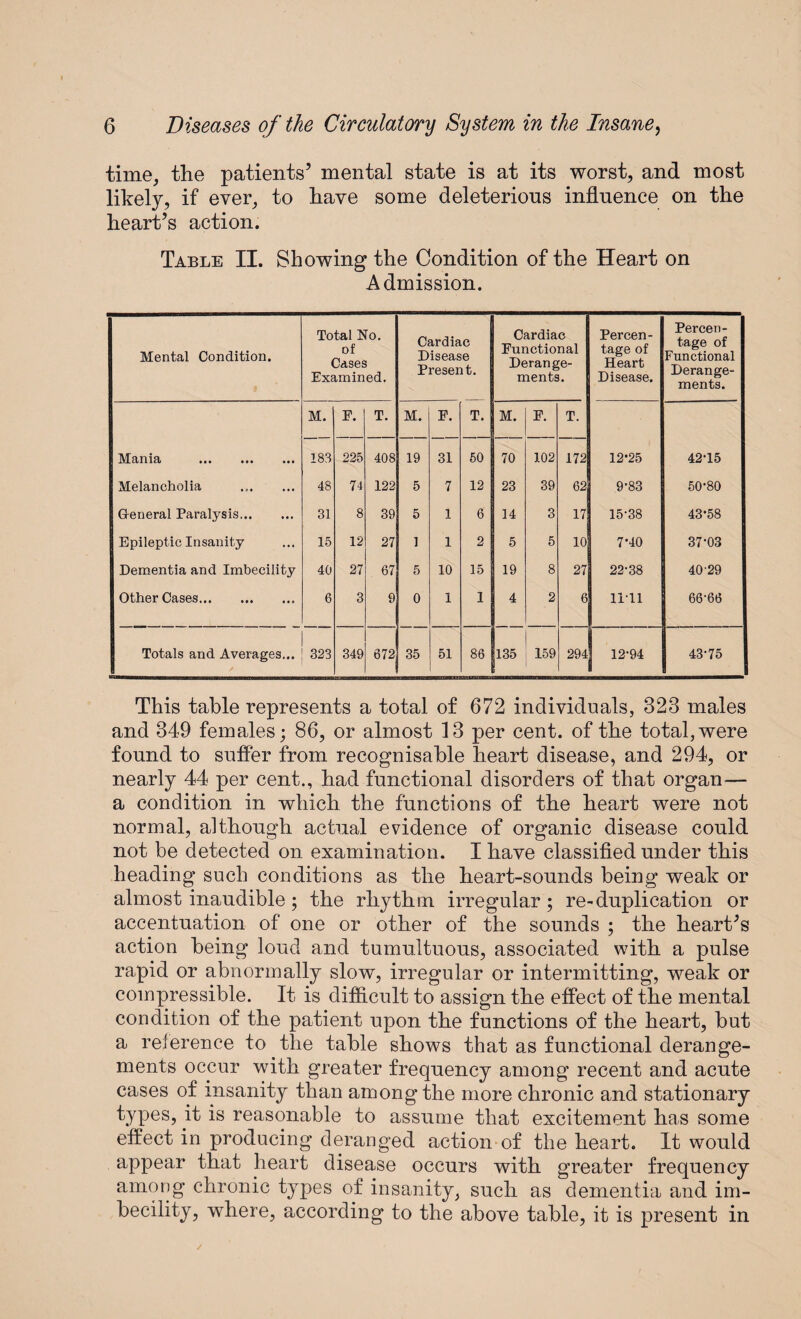 6 Diseases of the Circulatory System in the Insane,
time, the patients’ mental state is at its worst, and most
likely, if ever, to have some deleterious influence on the
heart’s action.
Table II. Showing the Condition of the Heart on
Admission.
Mental Condition. | Total No. of Cases Examined. | Cardiac Disease Present. | Cardiac Functional Derange-ments. | Percen-tage of Heart Disease. | Percen-tage of Functional Derange-ments.
M. F. T. M. F. T. M. F. T.
Mania ... ... ... 183 225 408 19 31 50 70 102 172 12·25 42·15
Melancholia ... ... 48 74 122 5 7 12 23 39 62 9·83 50·80
General Paralysis... ... 31 8 39 5 1 6 14 3 17 15·38 43·58
Epileptic Insanity ... 15 12 27 1 1 2 5 5 10 7·40 37·03
Dementia and Imbecility 40 27 67 5 10 15 19 8 27 22·38 40·29
Other Cases... ... ... 6 3 9 0 1 1 4 2 6 11·11 66·66
Totals and Averages... 323 349 672 35 51 86 135 159 294 12·94 43·75
This table represents a total of 672 individuals, 323 males
and 349 females; 86, or almost 13 per cent. of the total, were
found to suffer from recognisable heart disease, and 294, or
nearly 44 per cent., had functional disorders of that organ—
a condition in which the functions of the heart were not
normal, although actual evidence of organic disease could
not be detected on examination. I have classified under this
heading such conditions as the heart-sounds being weak or
almost inaudible; the rhythm irregular; re-duplication or
accentuation of one or other of the sounds; the heart’s
action being loud and tumultuous, associated with a pulse
rapid or abnormally slow, irregular or intermitting, weak or
compressible. It is difficult to assign the effect of the mental
condition of the patient upon the functions of the heart, but
a reference to the table shows that as functional derange-
ments occur with greater frequency among recent and acute
cases of insanity than among the more chronic and stationary
types, it is reasonable to assume that excitement has some
effect in producing deranged action of the heart. It would
appear that heart disease occurs with greater frequency
among chronic types of insanity, such as dementia and im-
becility, where, according to the above table, it is present in